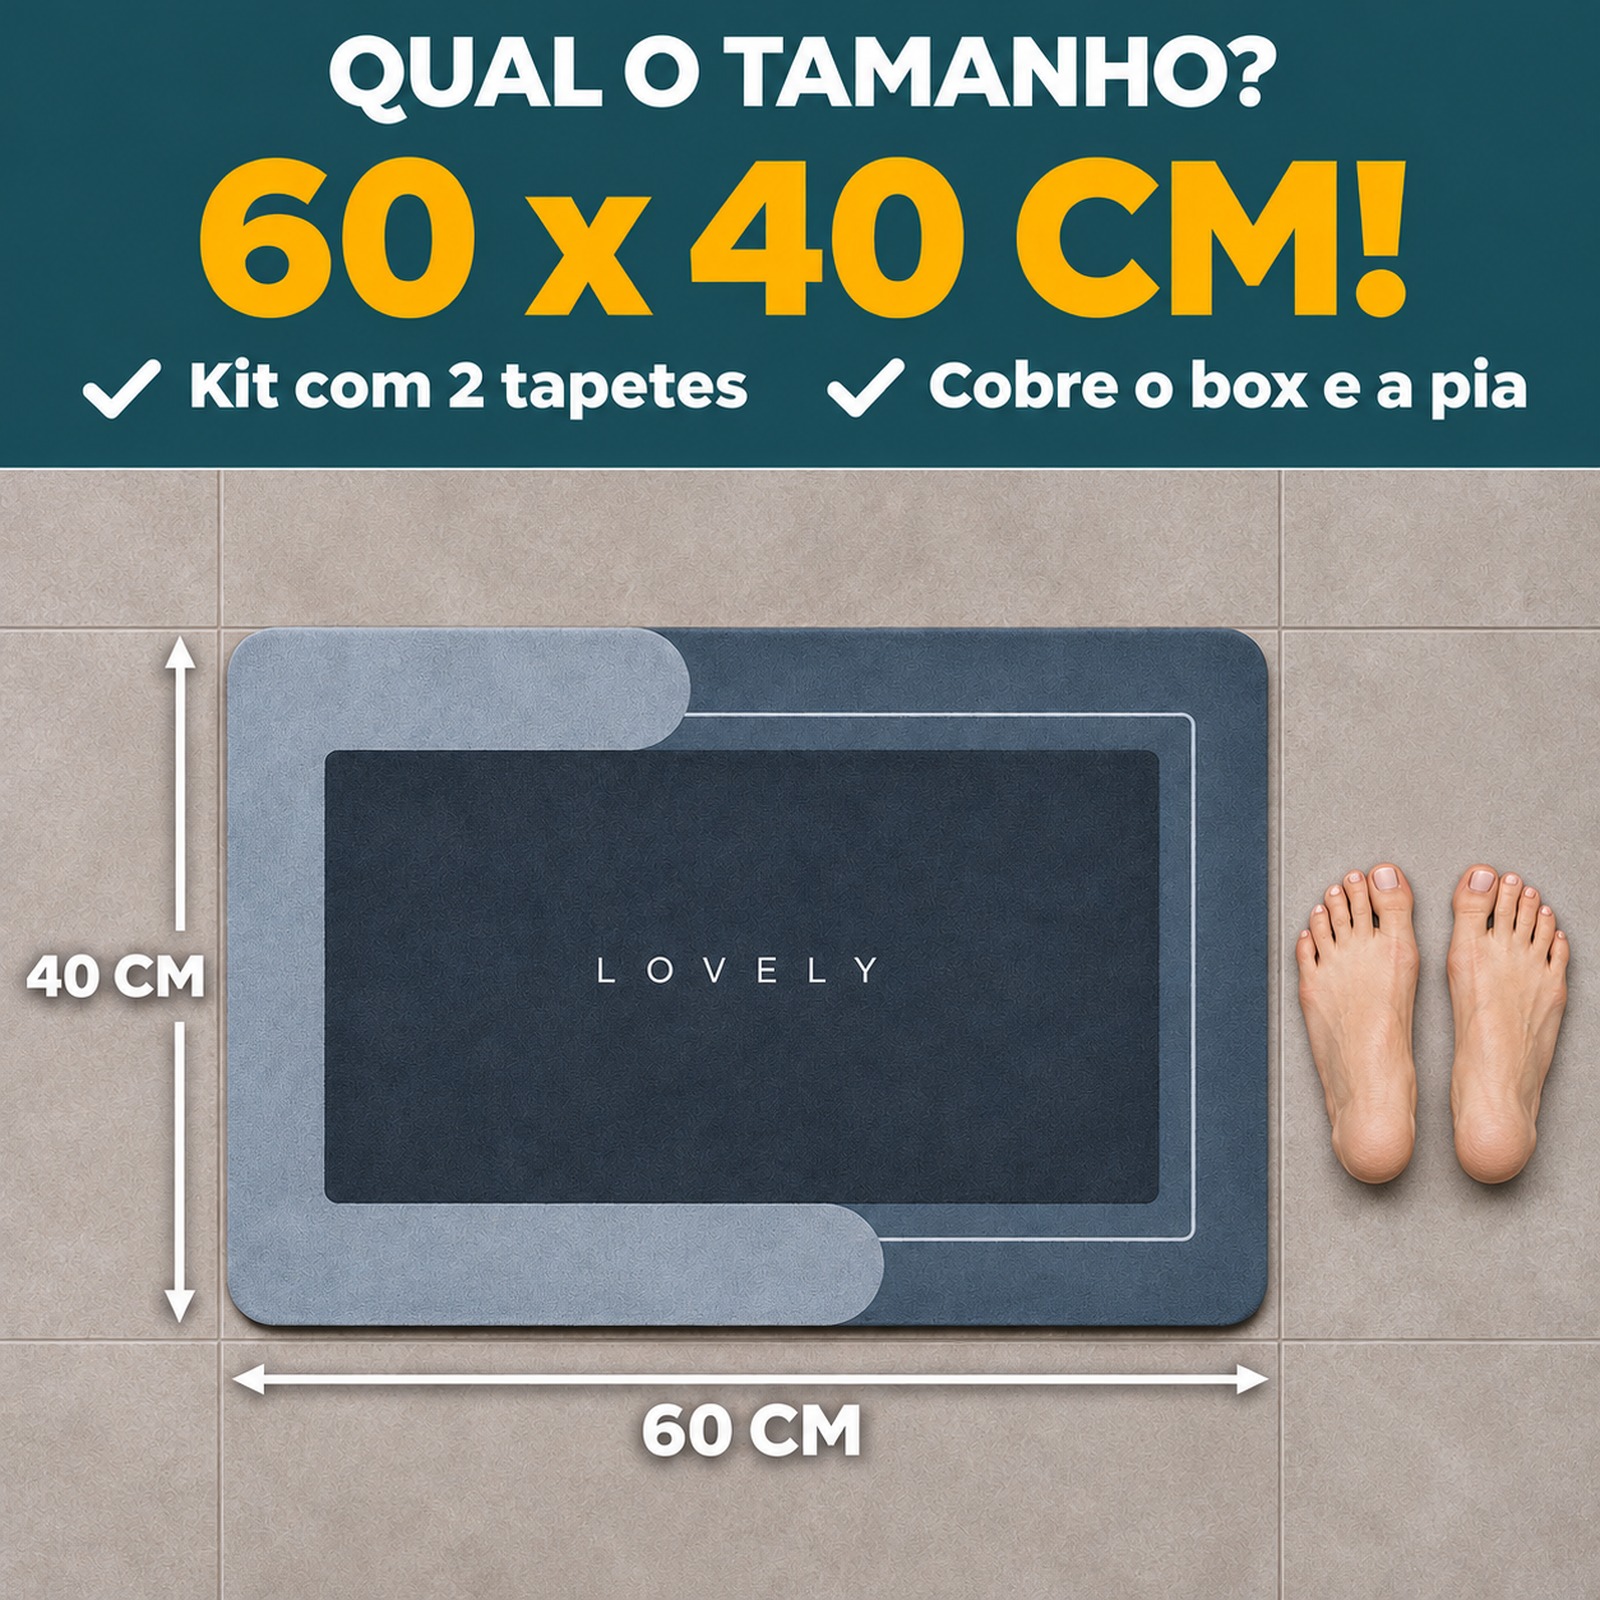 QUAL O TAMANHO?
60 x 40 CM!
Kit com 2 tapetes
Cobre o box e a pia
LOVELY
40 CM
60 CM